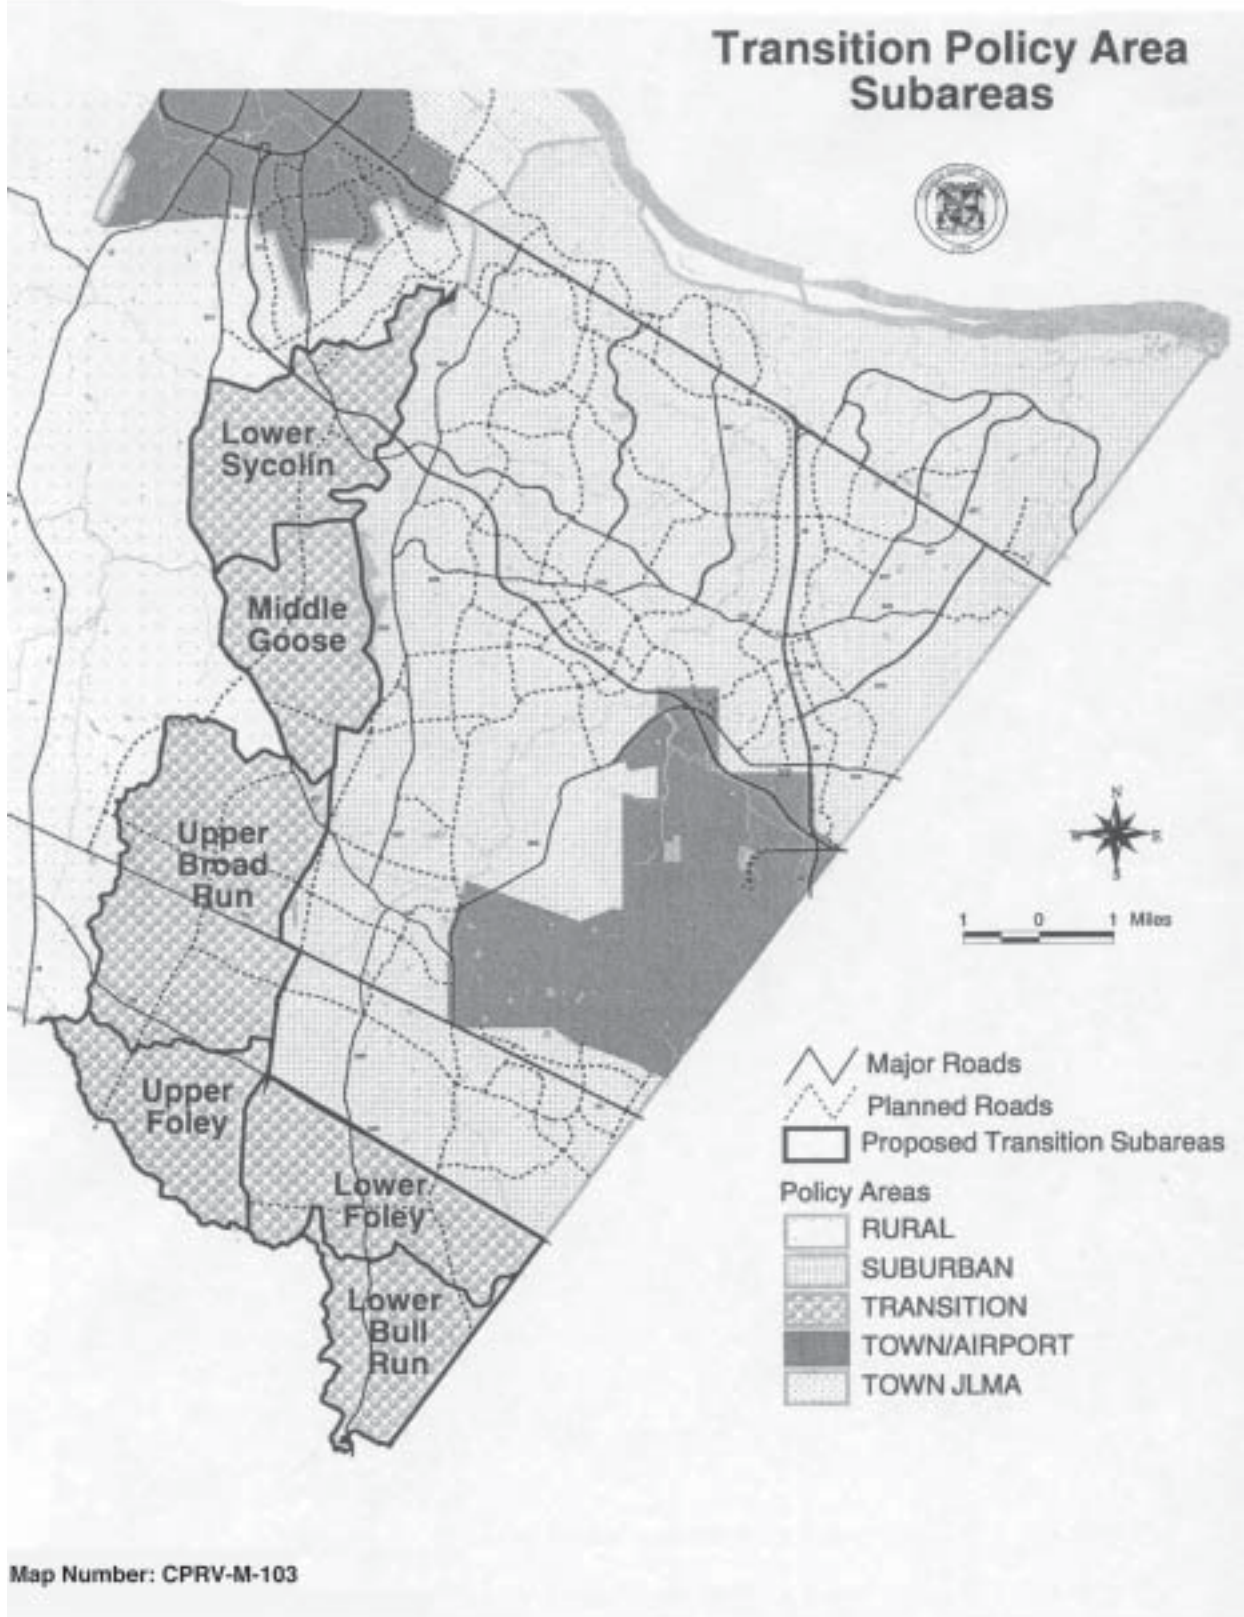 Transition Policy Area
Subareas
Lower
Sycolin
Middle
Goose
Upper
Broad
Run
Upper
Foley
Lower
Foley
Lower
Bull
Run
N
W
E
S
1 0 1 Miles
Major Roads
Planned Roads
Proposed Transition Subareas
Policy Areas
RURAL
SUBURBAN
TRANSITION
TOWN/AIRPORT
TOWN JLMA
Map Number: CPRV-M-103